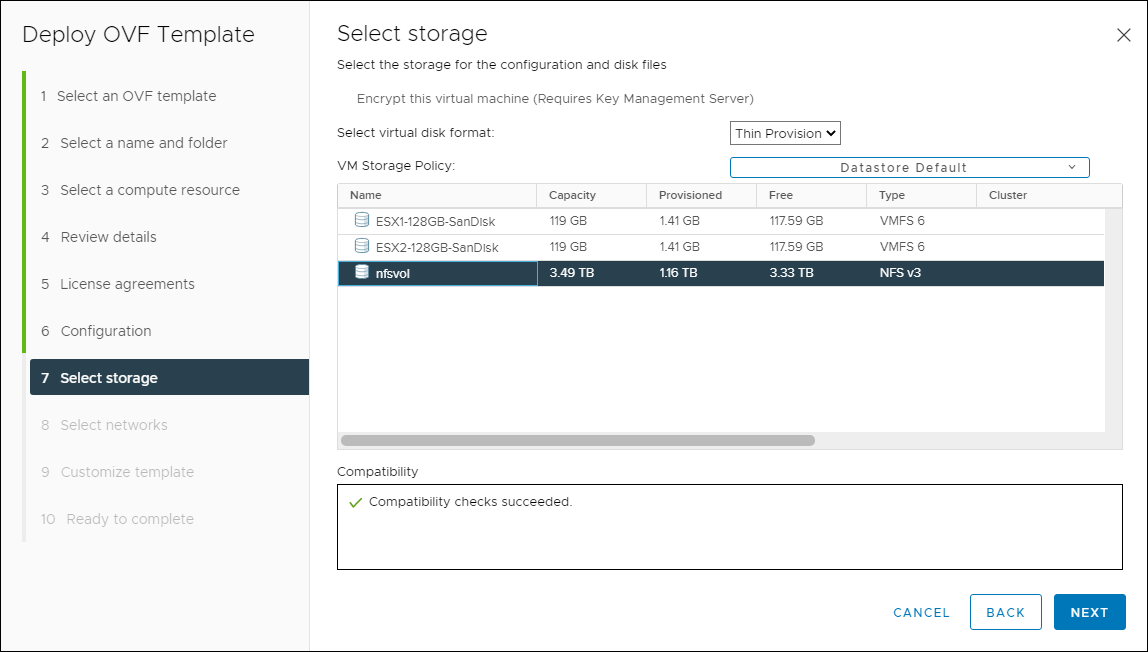 Deploy OVF Template
1 Select an OVF template
2 Select a name and folder
3 Select a compute resource
4 Review details
5 License agreements
6 Configuration
7 Select storage
8 Select networks
9 Customize template
10 Ready to complete
Select storage
Select the storage for the configuration and disk files
Encrypt this virtual machine (Requires Key Management Server)
Select virtual disk format: Thin Provision
VM Storage Policy: Datastore Default
Name Capacity Provisioned Free Type Cluster
ESX1-128GB-SanDisk 119 GB 1.41 GB 117.59 GB VMFS 6
ESX2-128GB-SanDIsk 119 GB 1.41 GB 117.59 GB VMFS 6
nfsvol 3.49 TB 1.16 TB 3.33 TB NFS v3
Compatibility
Compatibility checks succeeded.
CANCEL BACK NEXT